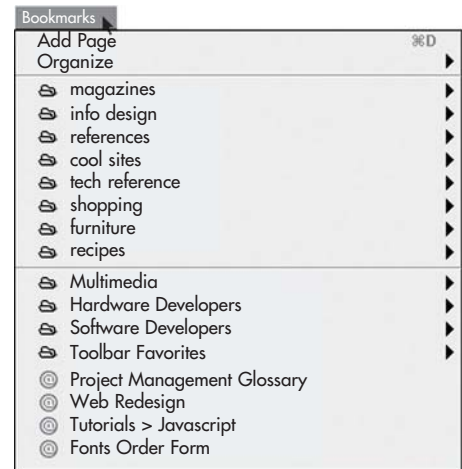 Bookmarks
Add Page ⌘D
Organize
magazines
info design
references
cool sites
tech reference
shopping
furniture
recipes
Multimedia
Hardware Developers
Software Developers
Toolbar Favorites
@ Project Management Glossary
@ Web Redesign
@ Tutorials > Javascript
@ Fonts Order Form